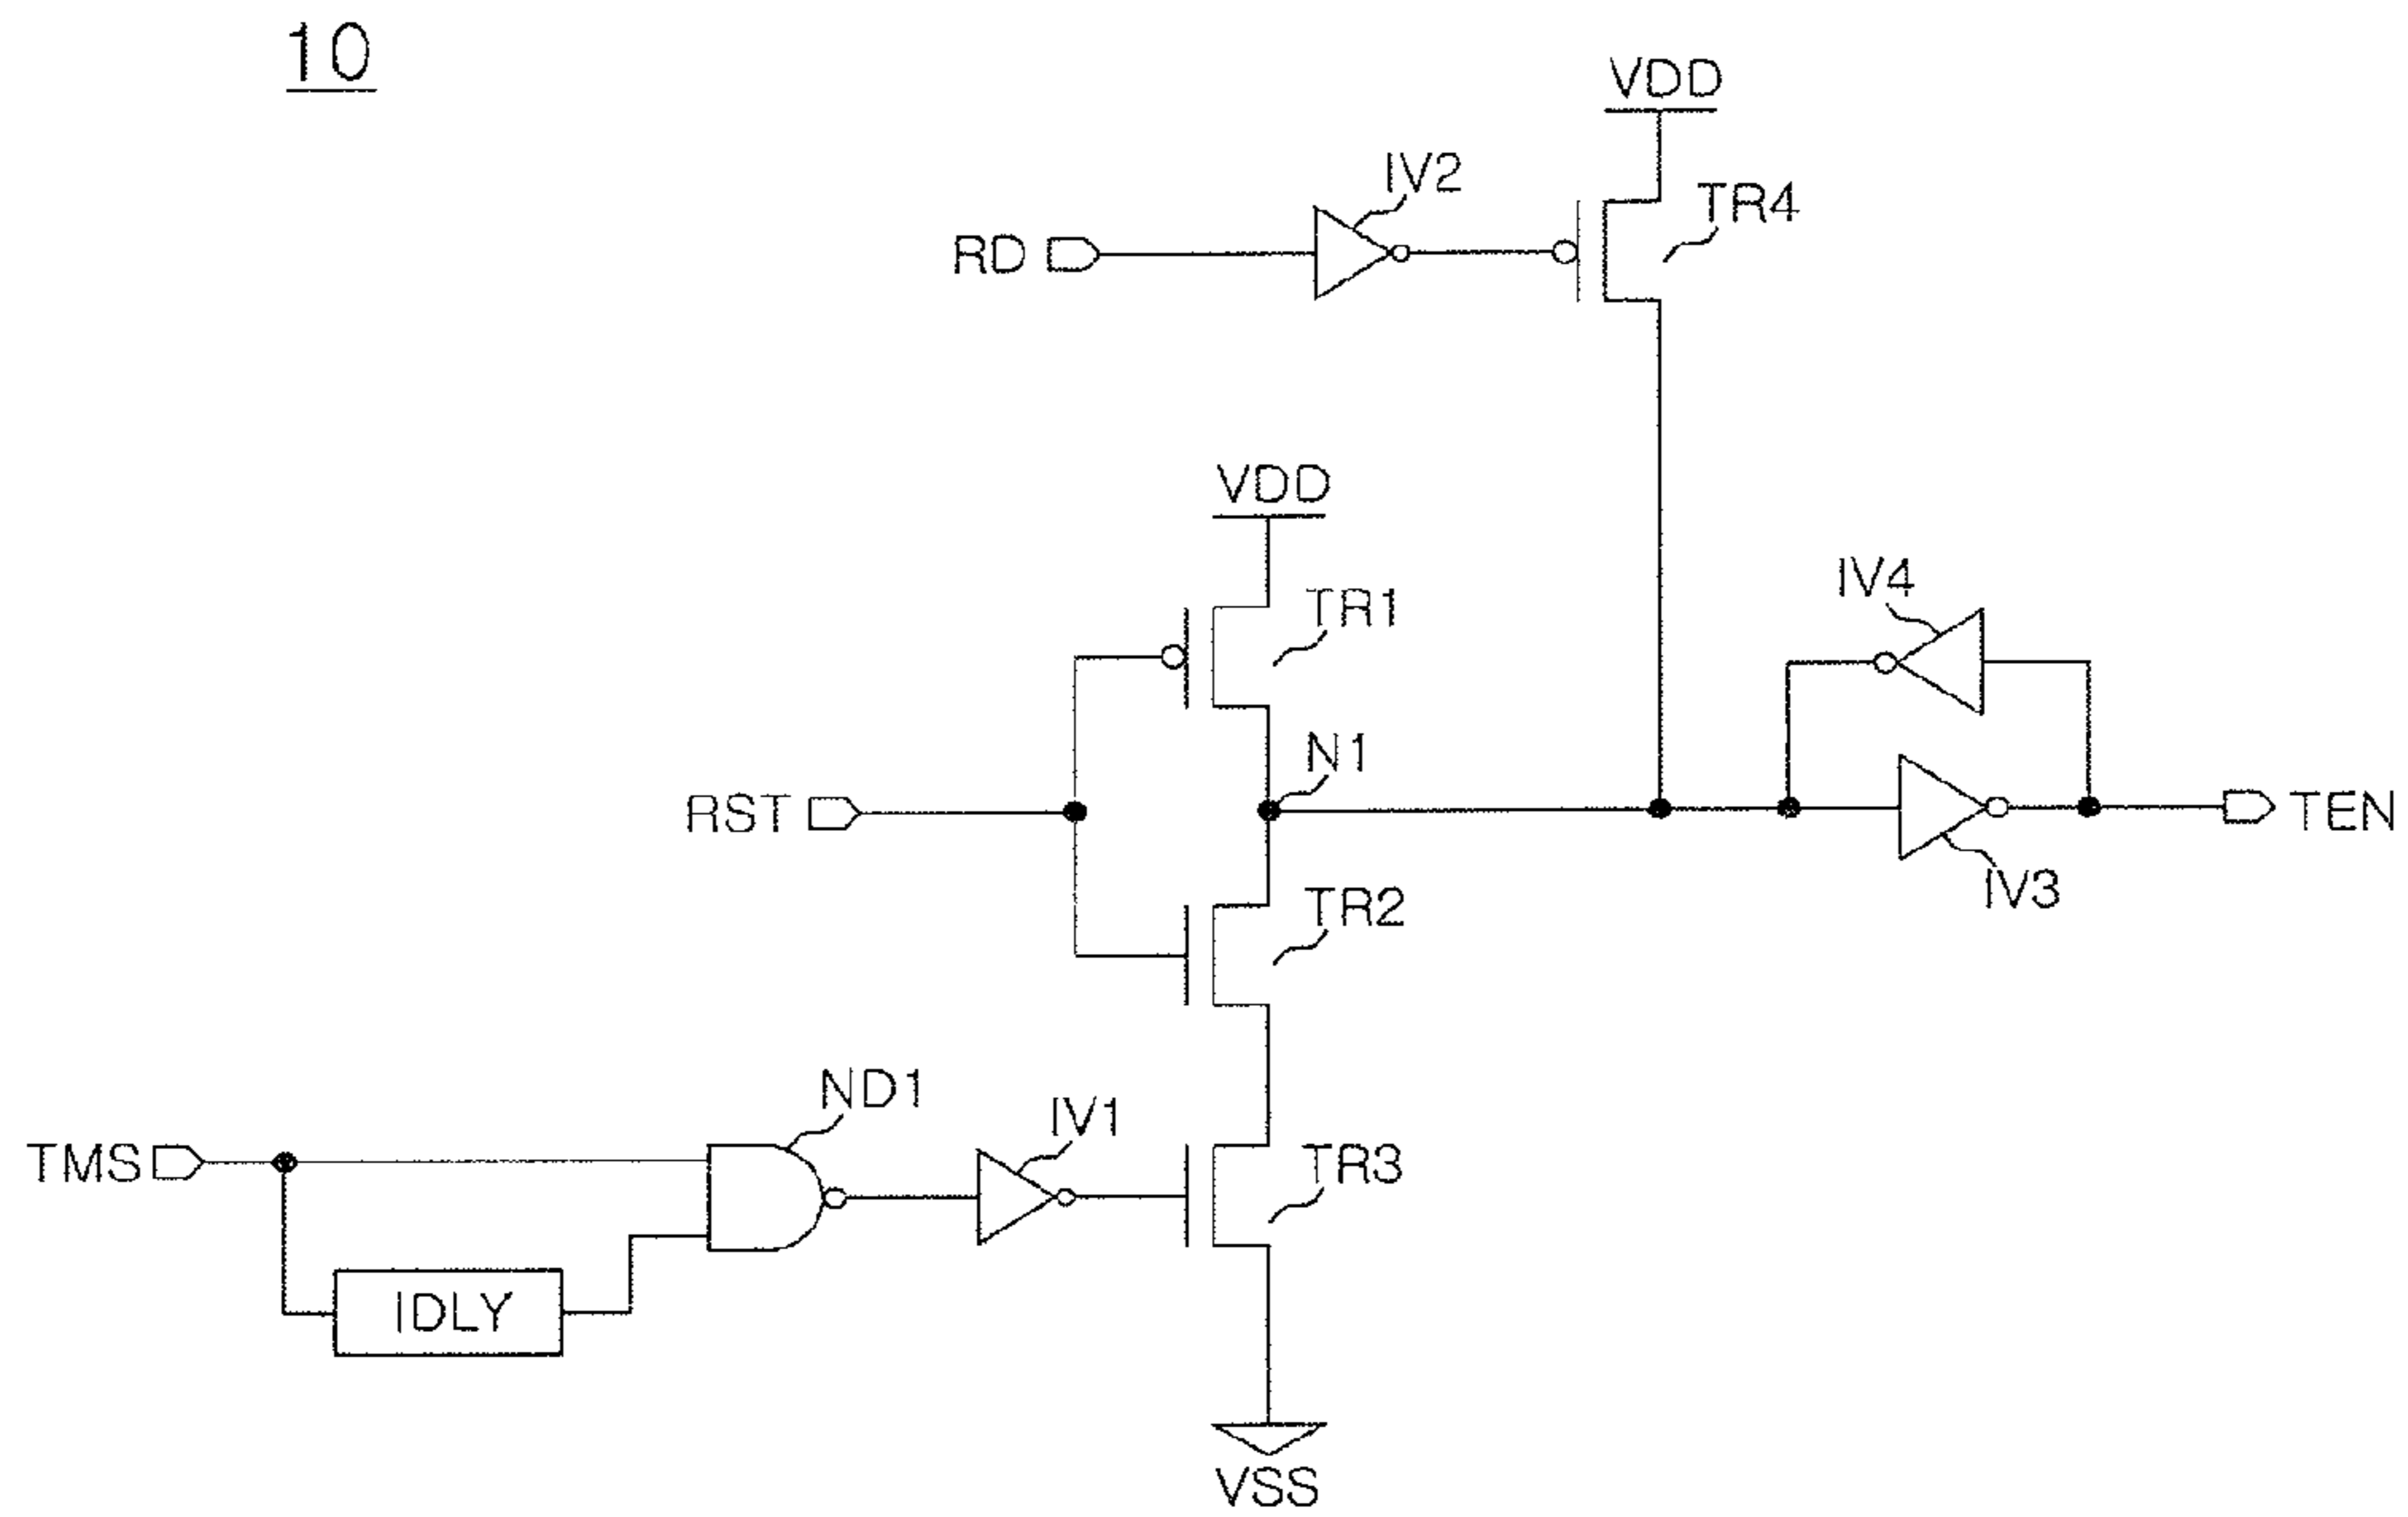 10
VDD
IV2
TR4
RD
VDD
IV4
TR1
N1
RST
TEN
IV3
TR2
ND1
IV1
TMS
TR3
IDLY
VSS